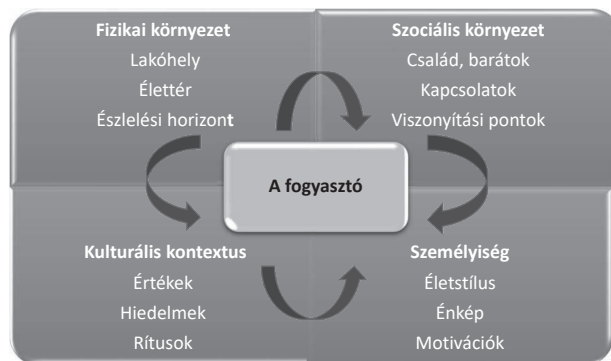 Fizikai környezet
Lakóhely
Élettér
Észlelési horizont
Szociális környezet
Család, barátok
Kapcsolatok
Viszonyítási pontok
A fogyasztó
Kulturális kontextus
Értékek
Hiedelmek
Rítusok
Személyiség
Életstílus
Énkép
Motivációk